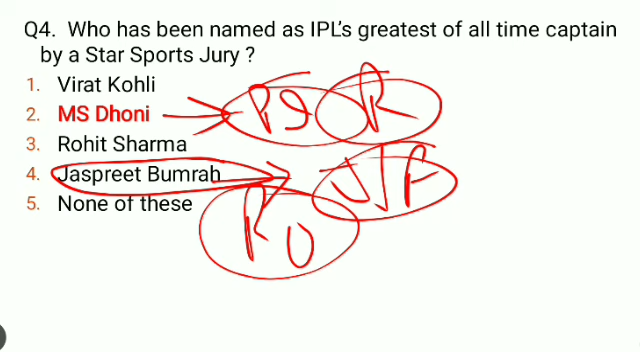 Q4. Who has been named as IPL's greatest of all time captain
by a Star Sports Jury ?
1. Virat Kohli
2. MS Dhoni
3. Rohit Sharma
4. Jaspreet Bumrah
5. None of these